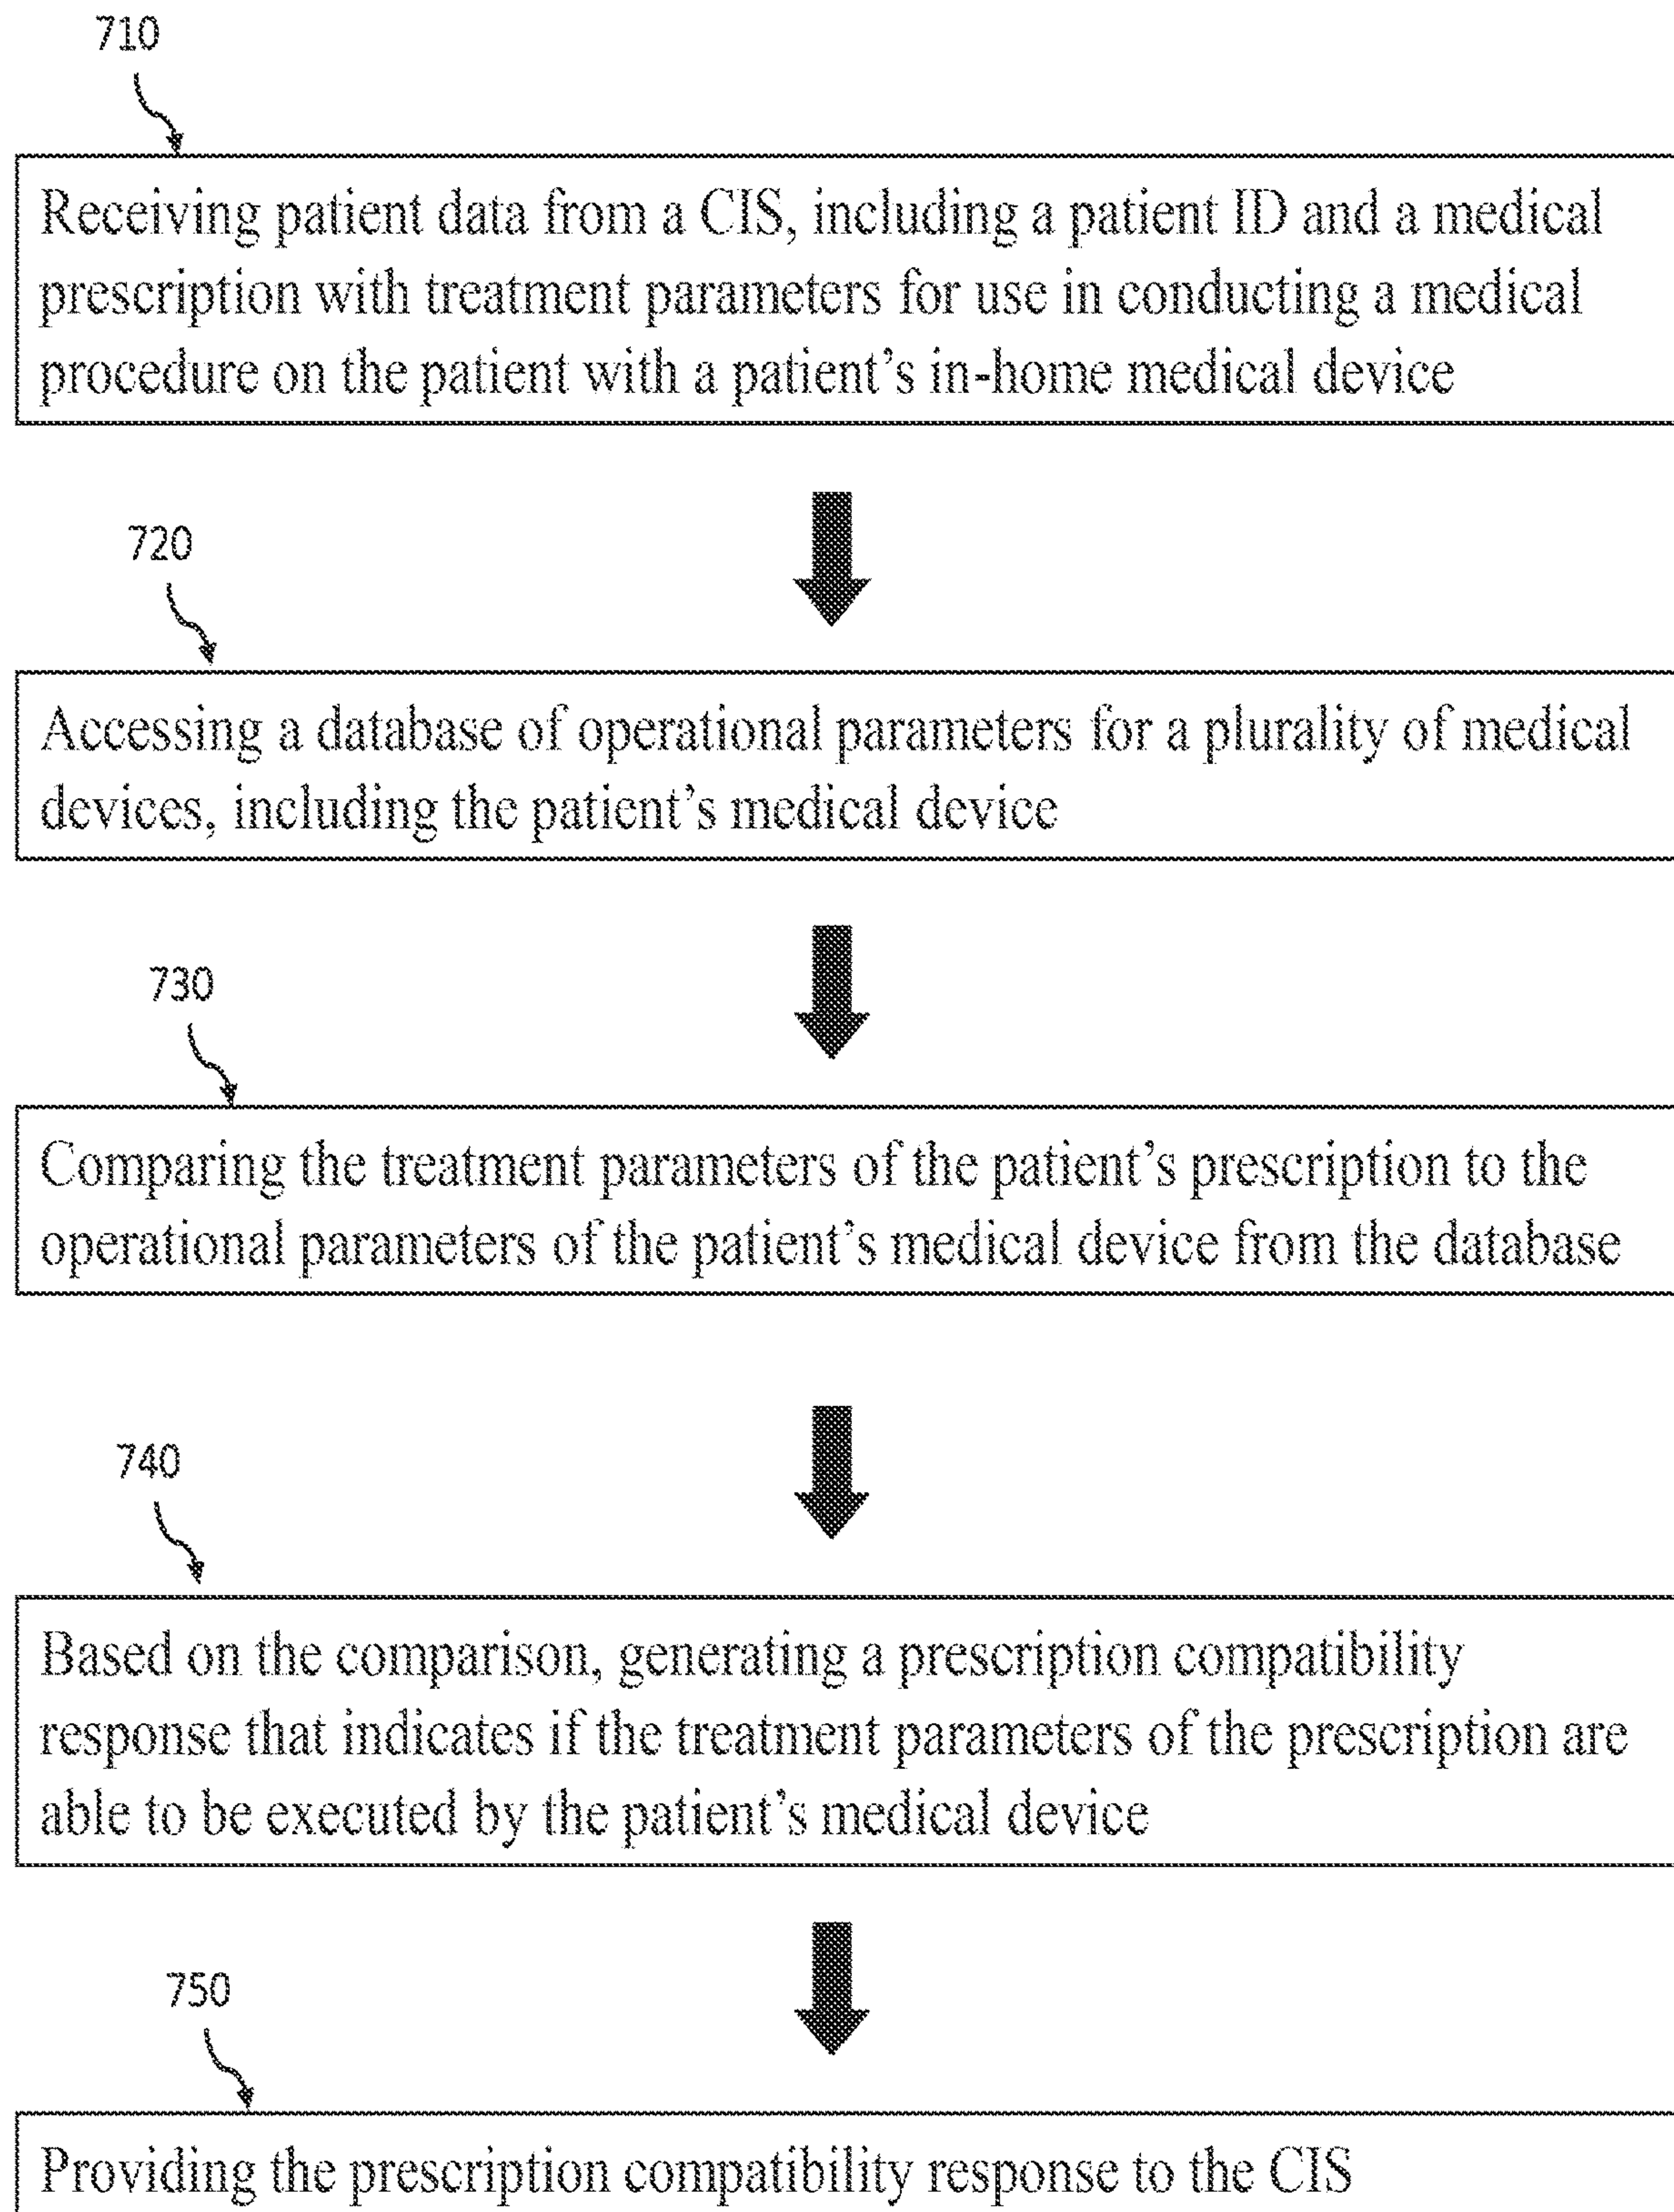 710
Receiving patient data from a CIS, including a patient ID and a medical
prescription with treatment parameters for use in conducting a medical
procedure on the patient with a patient's in-home medical device
720
Accessing a database of operational parameters for a plurality of medical
devices, including the patient's medical device
730
Comparing the treatment parameters of the patient's prescription to the
operational parameters of the patient's medical device from the database
740
Based on the comparison, generating a prescription compatibility
response that indicates if the treatment parameters of the prescription are
able to be executed by the patient's medical device
750
Providing the prescription compatibility response to the CIS